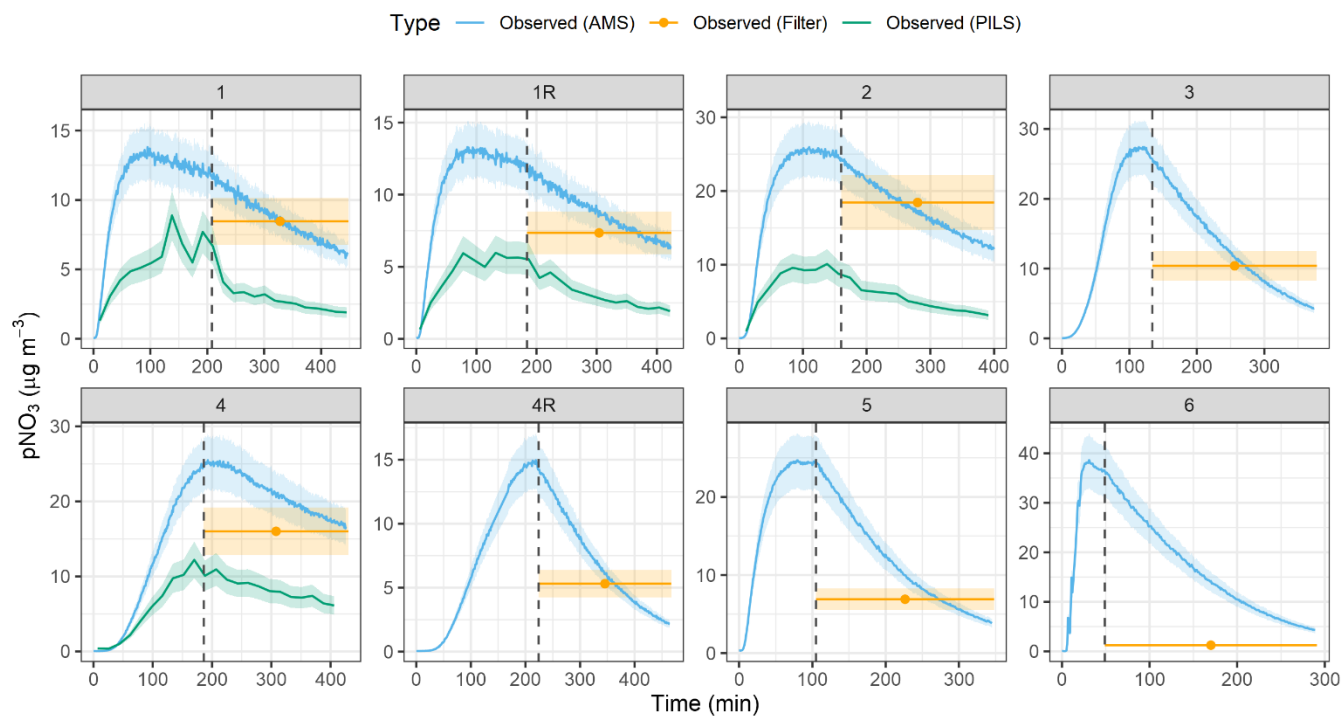 Type Observed (AMS) Observed (Filter) Observed (PILS)
1 1R 2 3
15 10 5 0
15 10 5 0
30 20 10 0
30 20 10 0
0 100 200 300 400
0 100 200 300 400
0 100 200 300 400
0 100 200 300
4 4R 5 6
30 20 10 0
15 10 5 0
20 10 0
40 30 20 10 0
0 100 200 300 400
0 100 200 300 400
0 100 200 300
0 100 200 300
pNO₃ (μg m⁻³)
Time (min)